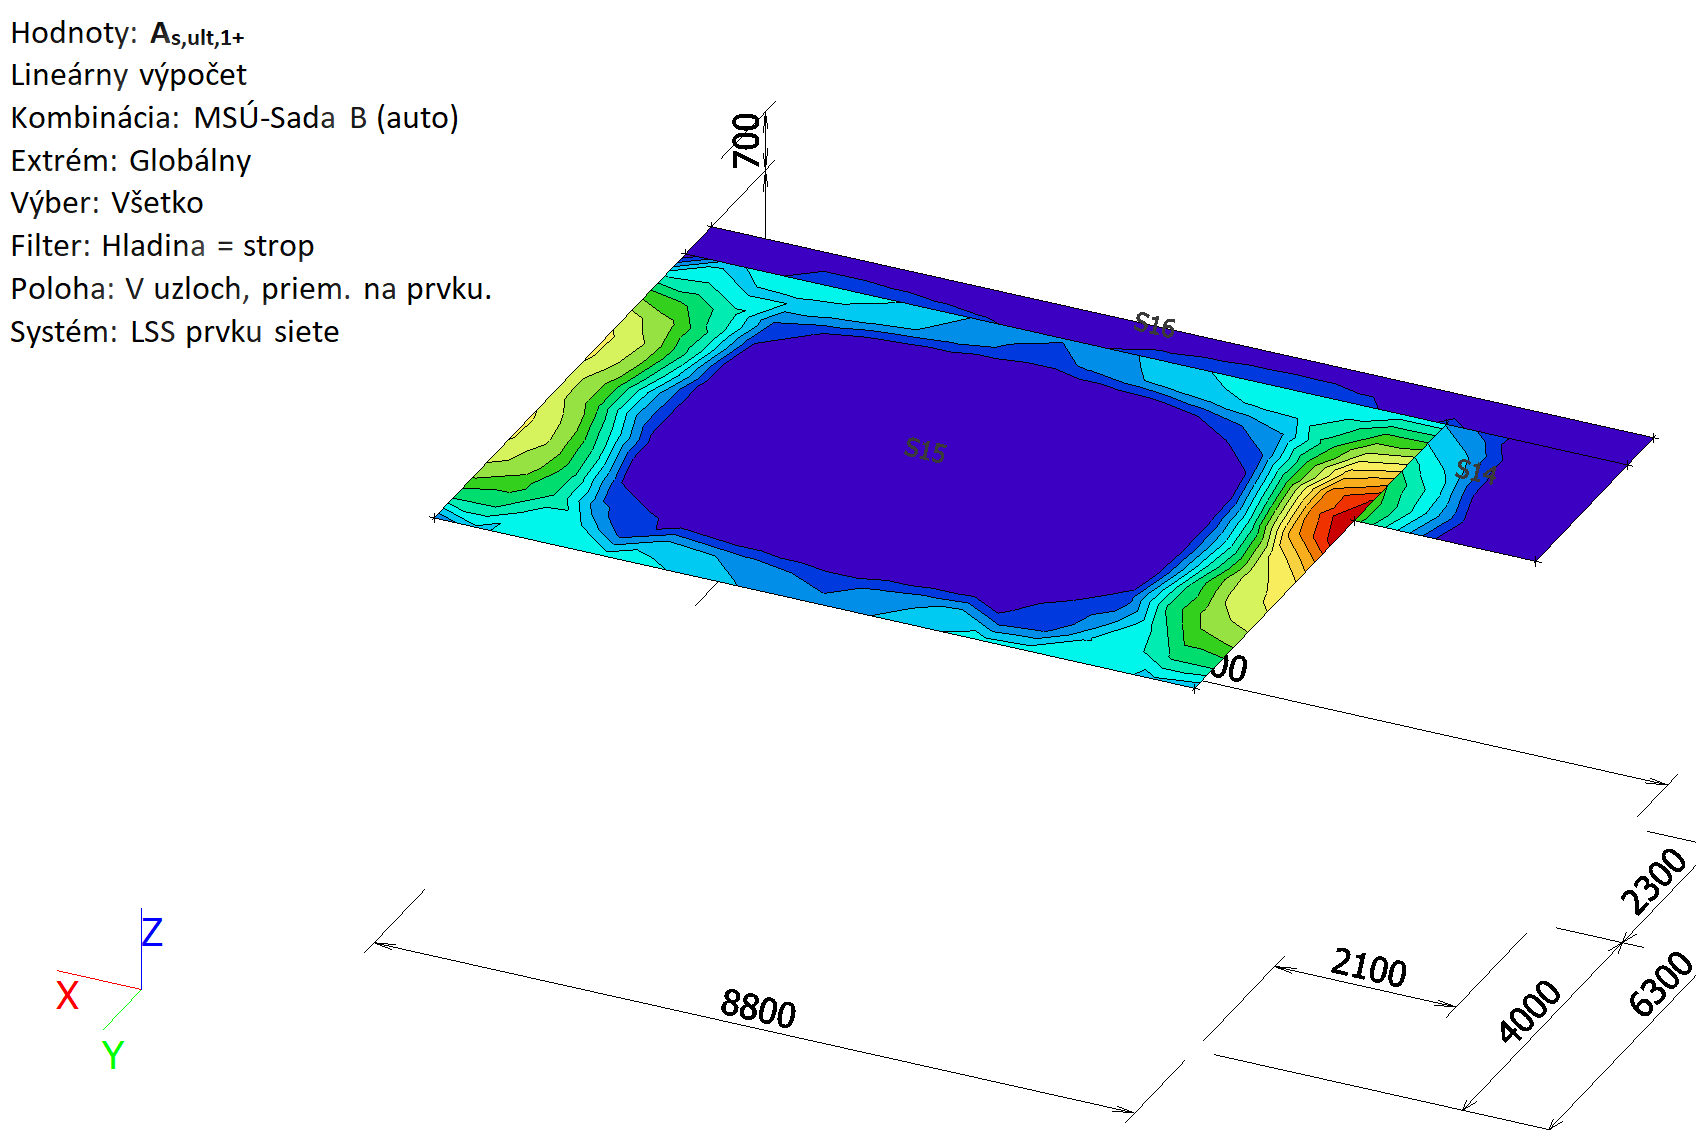 Hodnoty: As,ult,1+
Lineárny výpočet
Kombinácia: MSÚ-Sada B (auto)
Extrém: Globálny
Výber: Všetko
Filter: Hladina = strop
Poloha: V uzloch, priem. na prvku.
Systém: LSS prvku siete
700
S16
S15
S14
00
2300
2100
6300
4000
8800
Z
X
Y